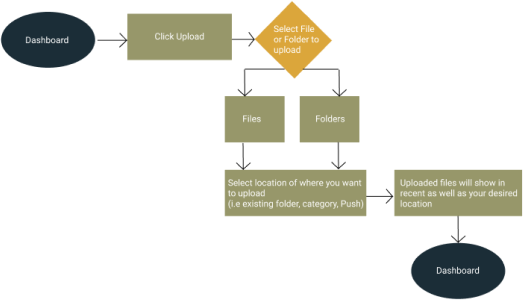 Dashboard
Click Upload
Select File
or Folder to
upload
Files
Folders
Select location of where you want
to upload
(i.e existing folder, category, Push)
Uploaded files will show in
recent as well as your desired
location
Dashboard